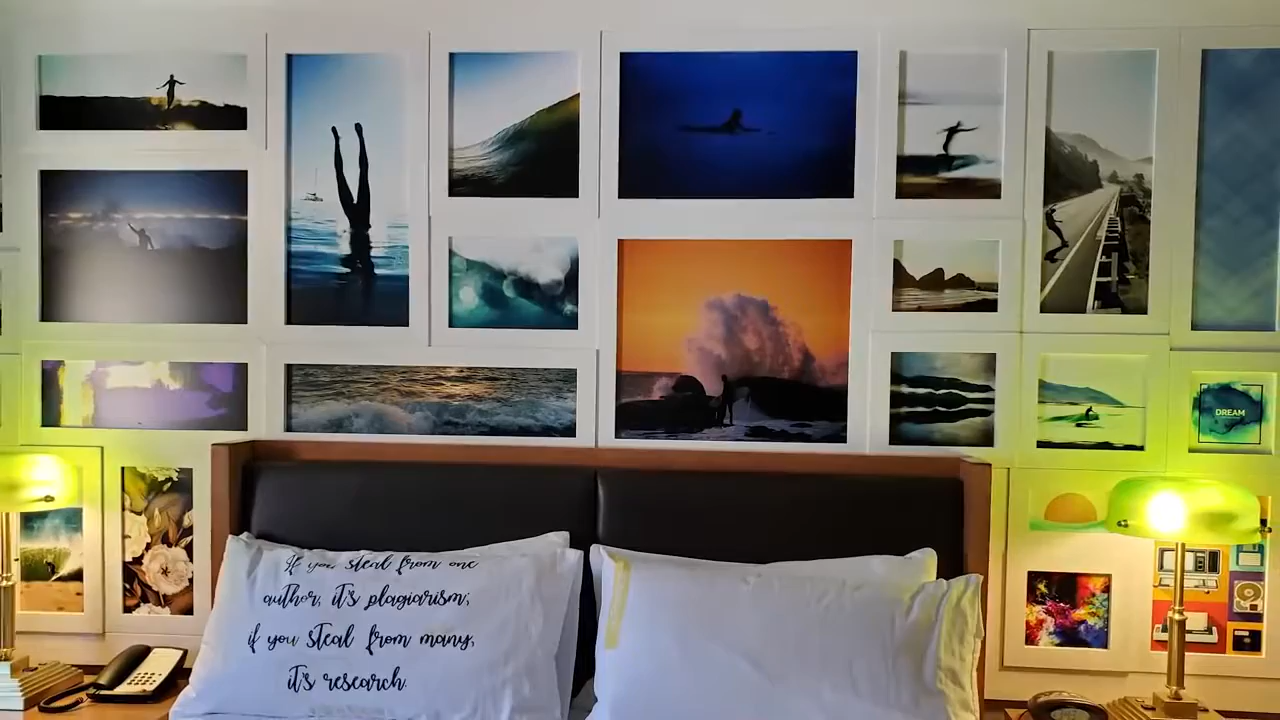 DREAM
If you steal from one
author, it's plagiarism;
if you steal from many,
it's research.